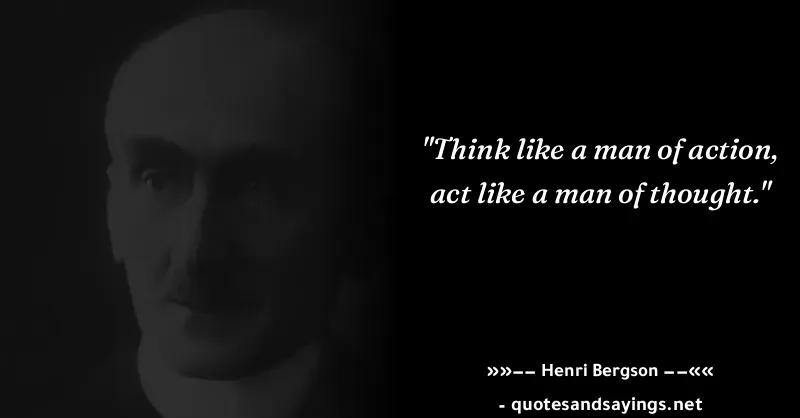 "Think like a man of action,
act like a man of thought."
»»–– Henri Bergson ––««
- quotesandsayings.net